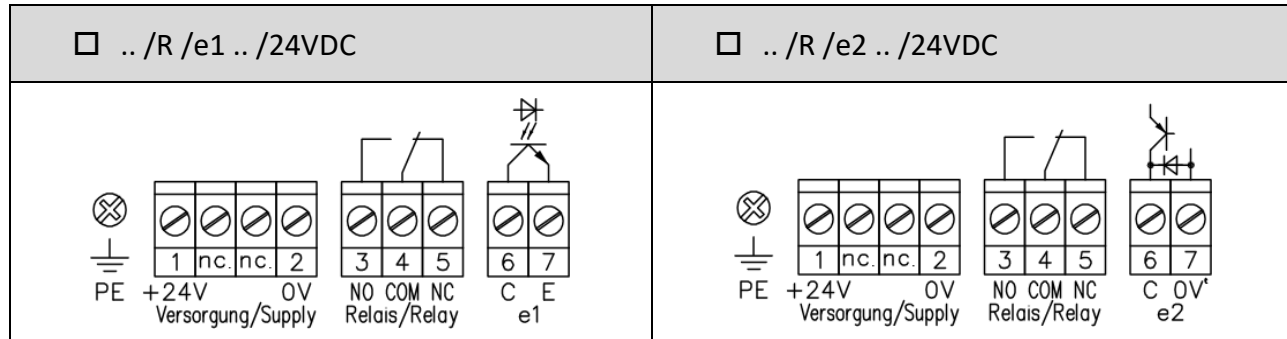 ☐ .. /R /e1 .. /24VDC
☐ .. /R /e2 .. /24VDC
1 nc. nc. 2 3 4 5 6 7
PE +24V 0V NO COM NC C E
Versorgung/Supply Relais/Relay e1
1 nc. nc. 2 3 4 5 6 7
PE +24V 0V NO COM NC C 0V'
Versorgung/Supply Relais/Relay e2